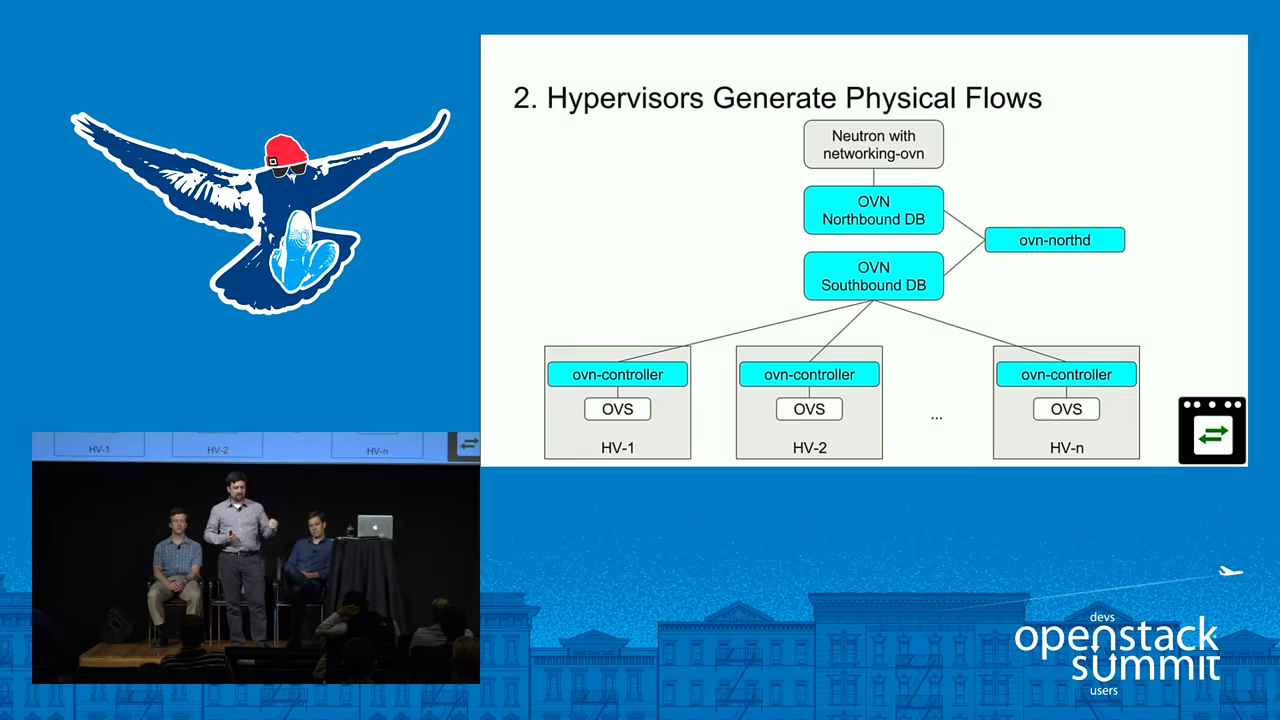 2. Hypervisors Generate Physical Flows
Neutron with
networking-ovn
OVN
Northbound DB
ovn-northd
OVN
Southbound DB
ovn-controller
ovn-controller
ovn-controller
OVS
OVS
OVS
...
HV-1
HV-2
HV-n
HV-1
HV-2
HV-n
devs
openstack
summit
users